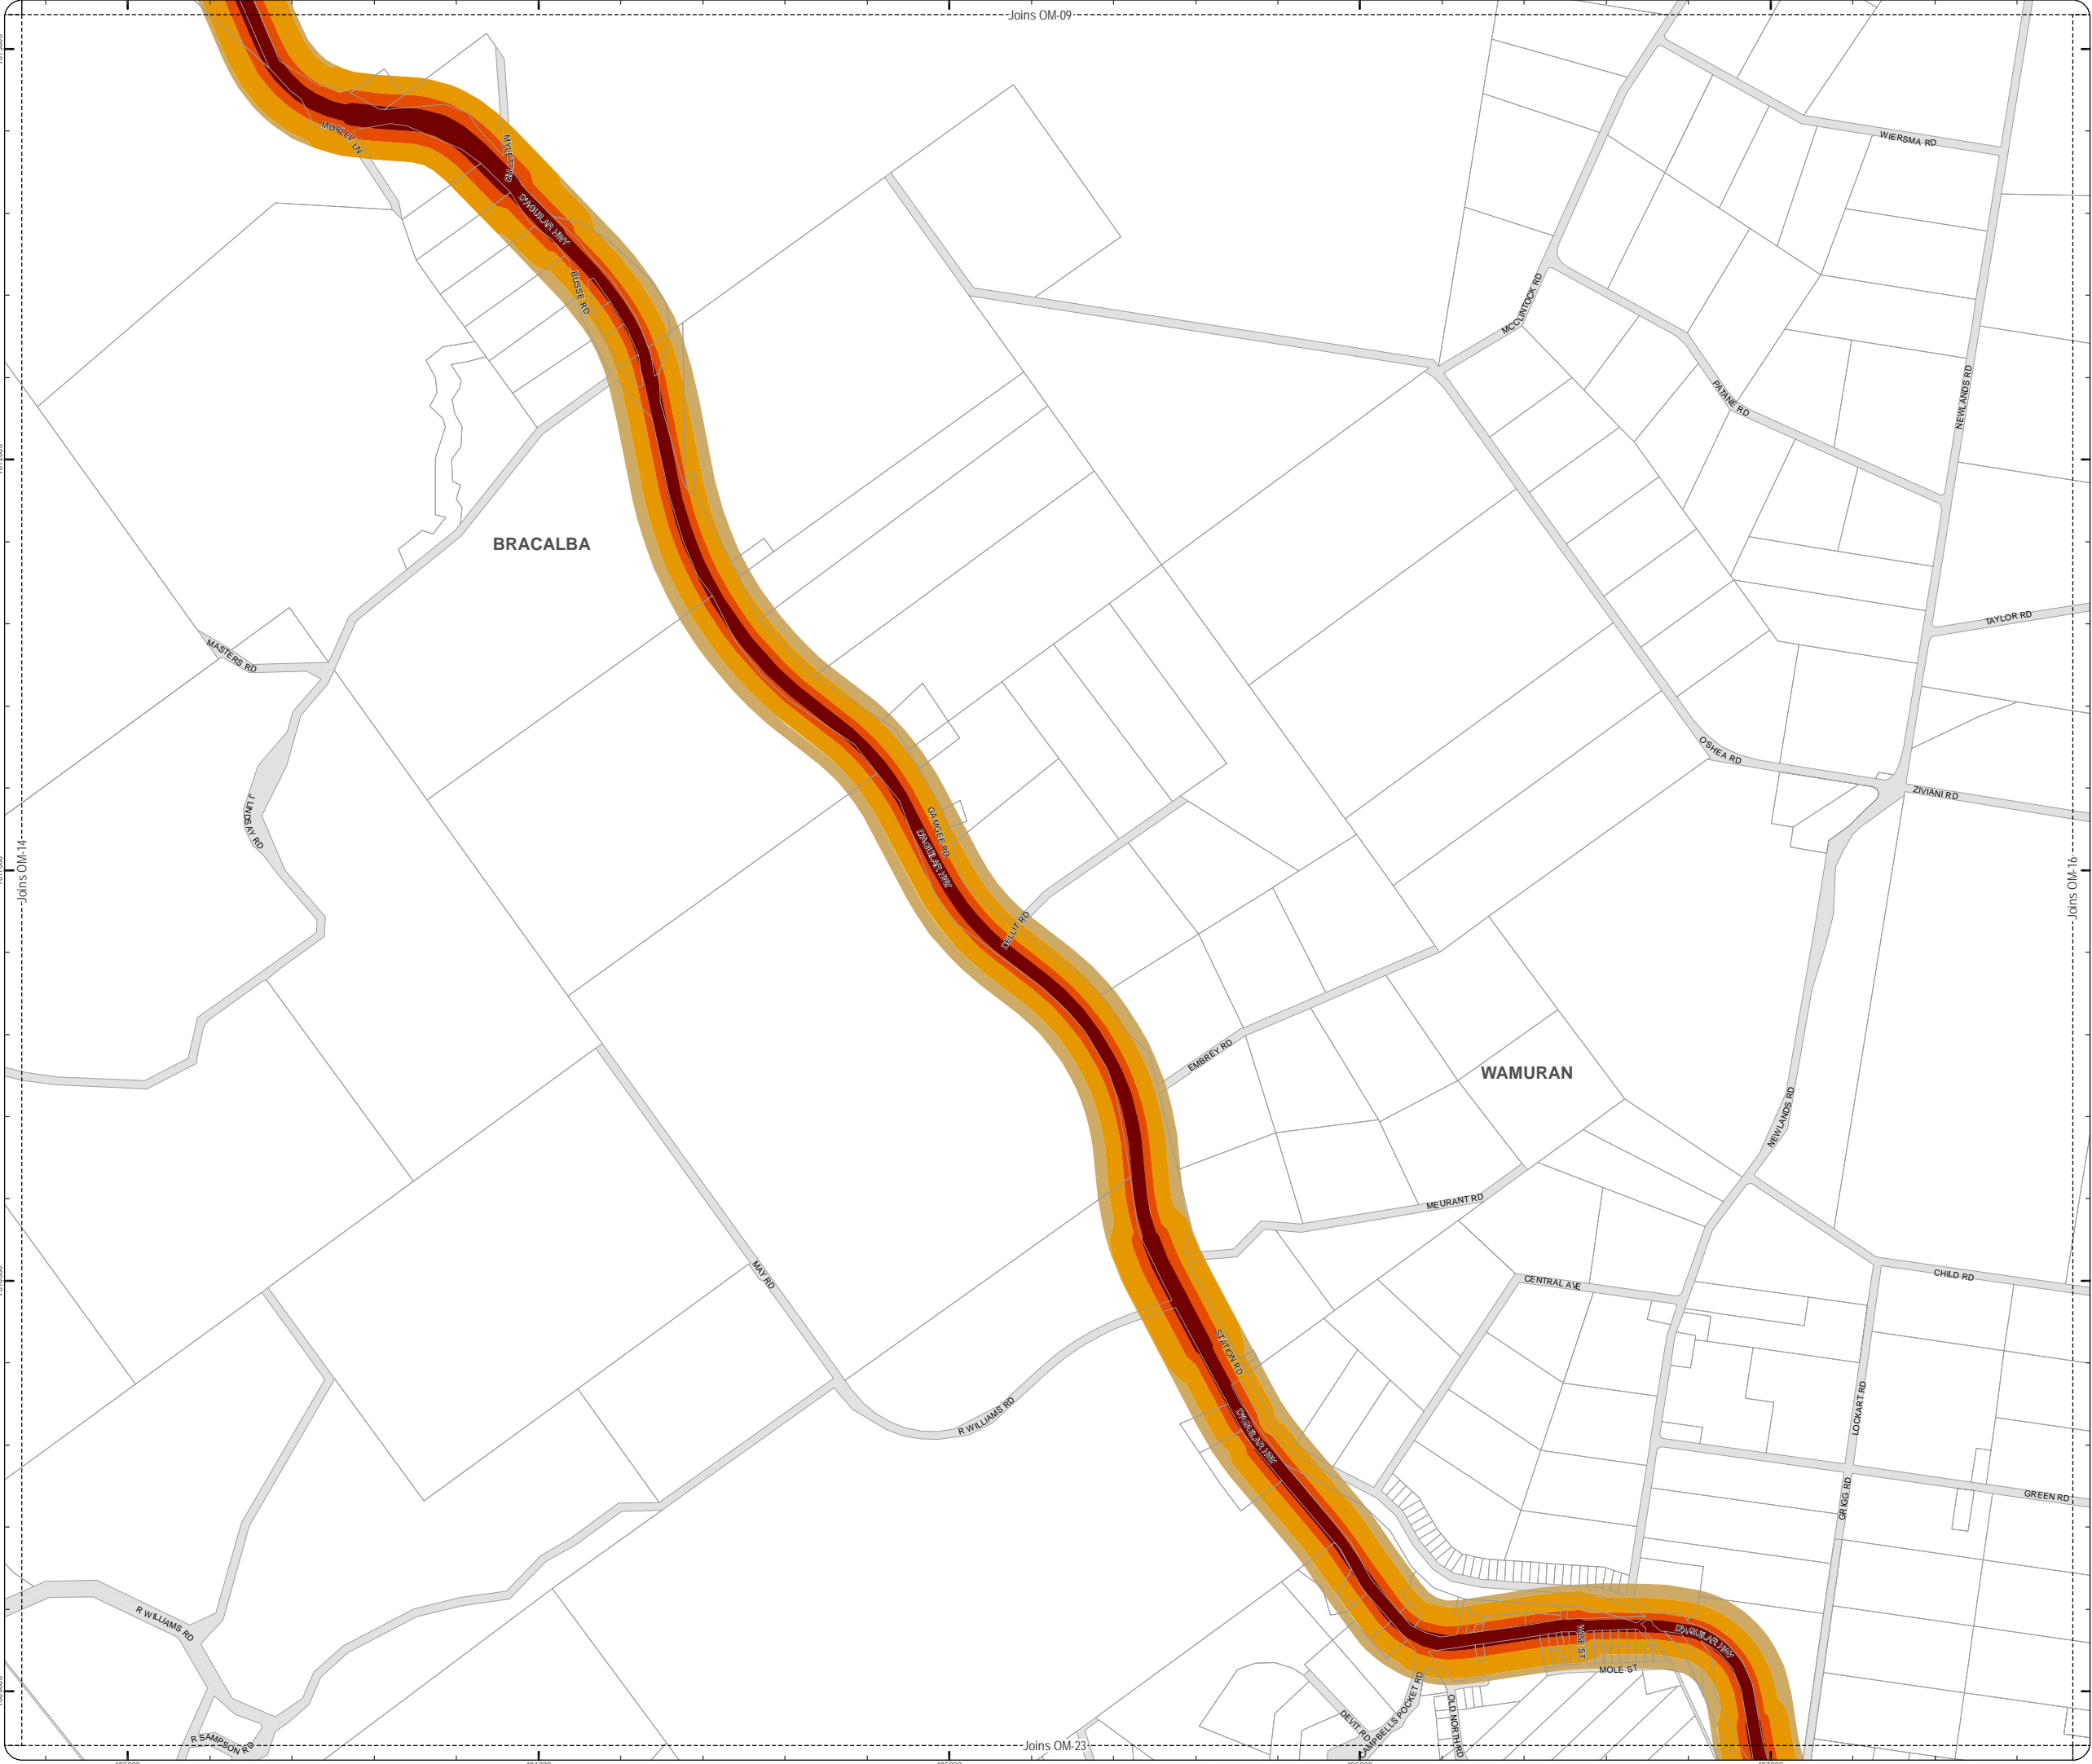 Joins OM-09
WIERSMA RD
MORLEY LN
MYLETT RD
D'AGUILAR HWY
BUSSE RD
MCCLINTOCK RD
PATANE RD
NEWLANDS RD
BRACALBA
TAYLOR RD
MASTERS RD
OSHEA RD
ZIVIANI RD
J LINDSAY RD
GAMGEE RD
D'AGUILAR HWY
Joins OM-14
Joins OM-16
DELLIT RD
EMBREY RD
WAMURAN
NEWLANDS RD
MEURANT RD
MAY RD
CENTRAL AVE
CHILD RD
STATION RD
R WILLIAMS RD
D'AGUILAR HWY
LOCKART RD
GRIGG RD
GREEN RD
R WILLIAMS RD
WISE ST
D'AGUILAR HWY
MOLE ST
CAMPBELLS POCKET RD
OLD NORTH RD
DEVIT RD
R SAMPSON RD
Joins OM-23